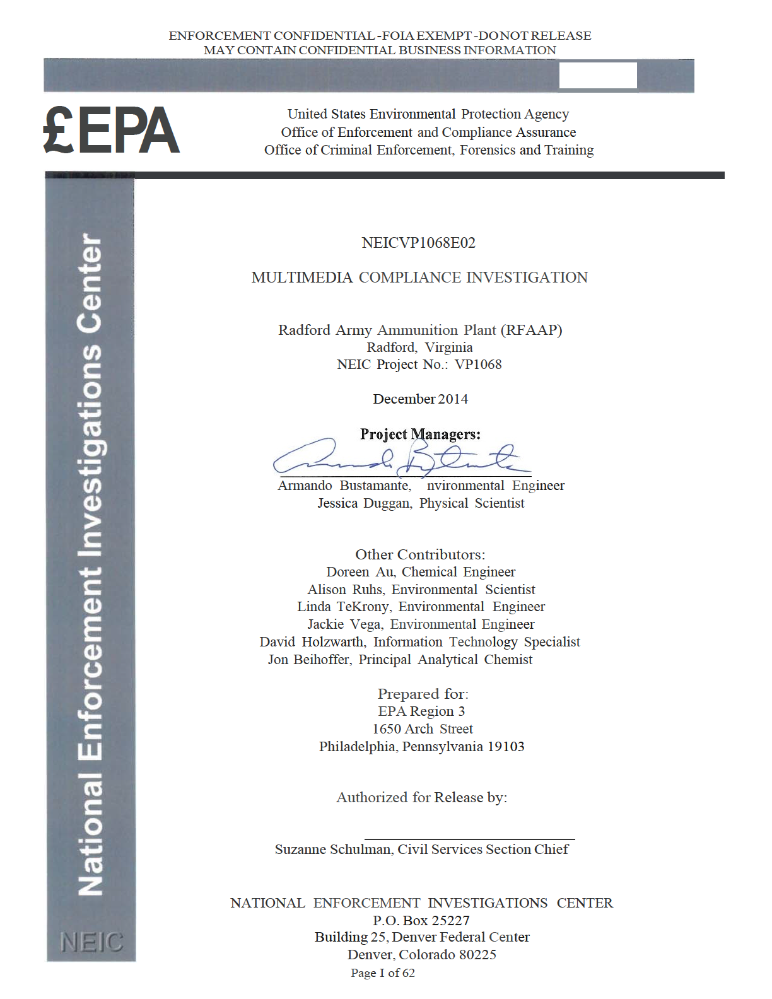 ENFORCEMENT CONFIDENTIAL -FOIA EXEMPT -DO NOT RELEASE
MAY CONTAIN CONFIDENTIAL BUSINESS INFORMATION
£EPA
United States Environmental Protection Agency
Office of Enforcement and Compliance Assurance
Office of Criminal Enforcement, Forensics and Training
National Enforcement Investigations Center
NEIC
NEICVP1068E02
MULTIMEDIA COMPLIANCE INVESTIGATION
Radford Army Ammunition Plant (RFAAP)
Radford, Virginia
NEIC Project No.: VP1068
December 2014
Project Managers:
Armando Bustamante, nvironmental Engineer
Jessica Duggan, Physical Scientist
Other Contributors:
Doreen Au, Chemical Engineer
Alison Ruhs, Environmental Scientist
Linda TeKrony, Environmental Engineer
Jackie Vega, Environmental Engineer
David Holzwarth, Information Technology Specialist
Jon Beihoffer, Principal Analytical Chemist
Prepared for:
EPA Region 3
1650 Arch Street
Philadelphia, Pennsylvania 19103
Authorized for Release by:
Suzanne Schulman, Civil Services Section Chief
NATIONAL ENFORCEMENT INVESTIGATIONS CENTER
P.O. Box 25227
Building 25, Denver Federal Center
Denver, Colorado 80225
Page I of 62